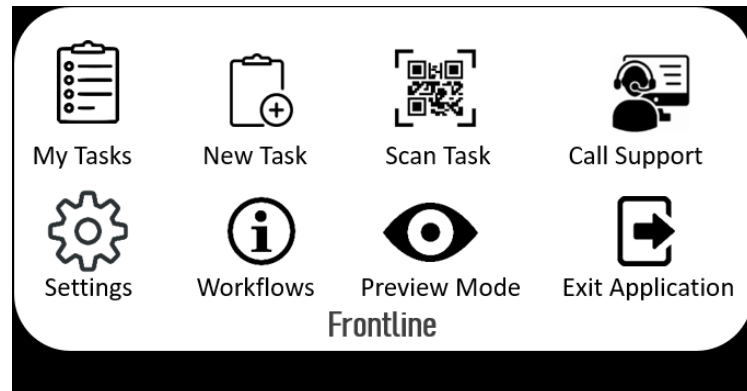 My Tasks New Task Scan Task Call Support
Settings Workflows Preview Mode Exit Application
Frontline